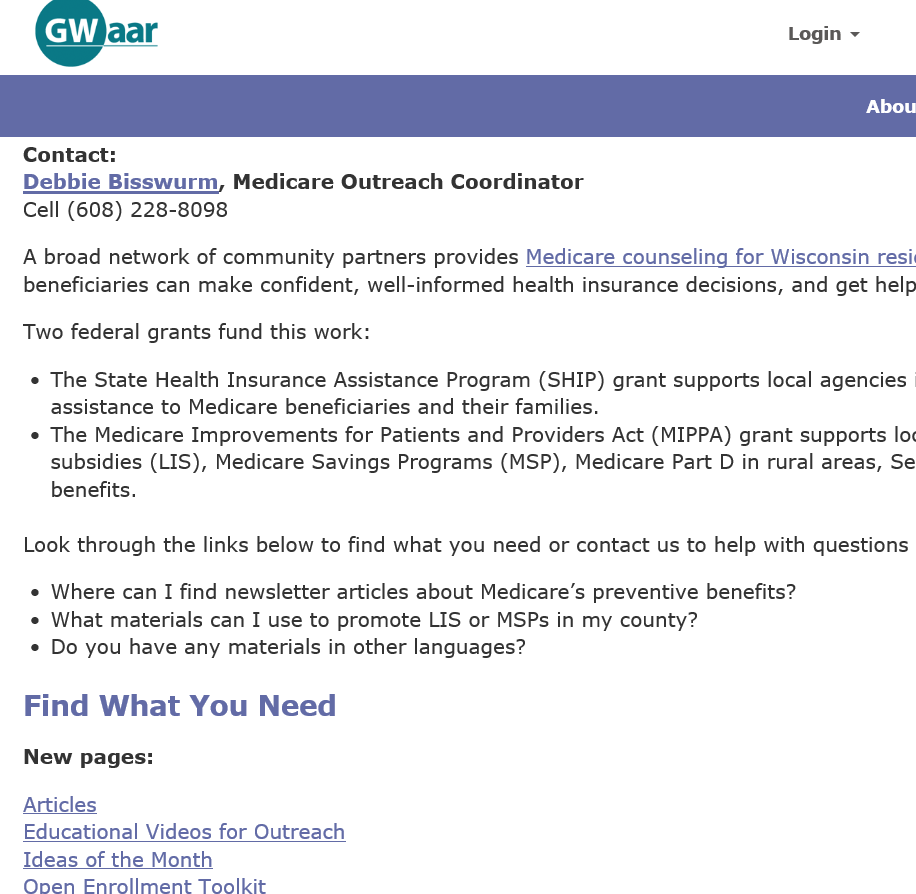 GWaar
Login
Abou
Contact:
Debbie Bisswurm, Medicare Outreach Coordinator
Cell (608) 228-8098
A broad network of community partners provides Medicare counseling for Wisconsin resi
beneficiaries can make confident, well-informed health insurance decisions, and get help
Two federal grants fund this work:
• The State Health Insurance Assistance Program (SHIP) grant supports local agencies i
assistance to Medicare beneficiaries and their families.
• The Medicare Improvements for Patients and Providers Act (MIPPA) grant supports loc
subsidies (LIS), Medicare Savings Programs (MSP), Medicare Part D in rural areas, Se
benefits.
Look through the links below to find what you need or contact us to help with questions
• Where can I find newsletter articles about Medicare’s preventive benefits?
• What materials can I use to promote LIS or MSPs in my county?
• Do you have any materials in other languages?
Find What You Need
New pages:
Articles
Educational Videos for Outreach
Ideas of the Month
Open Enrollment Toolkit